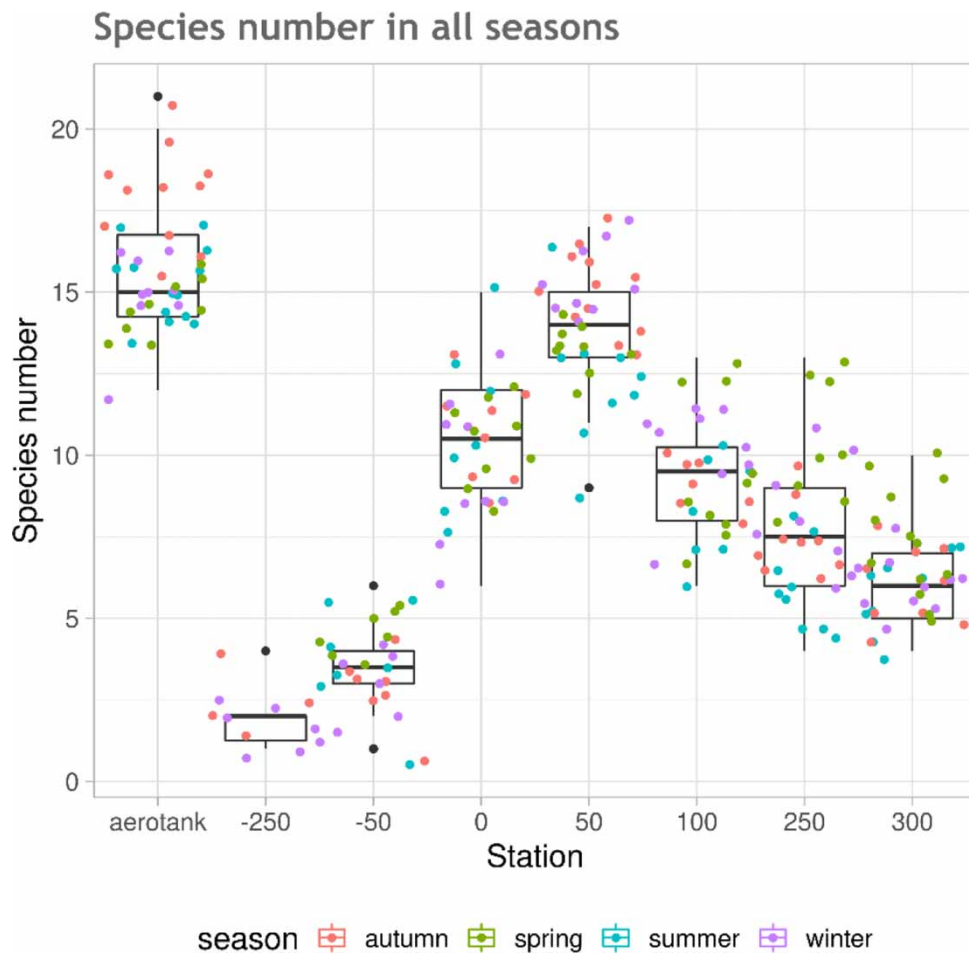 Species number in all seasons
Species number
20
15
10
5
0
aerotank -250 -50 0 50 100 250 300
Station
season autumn spring summer winter